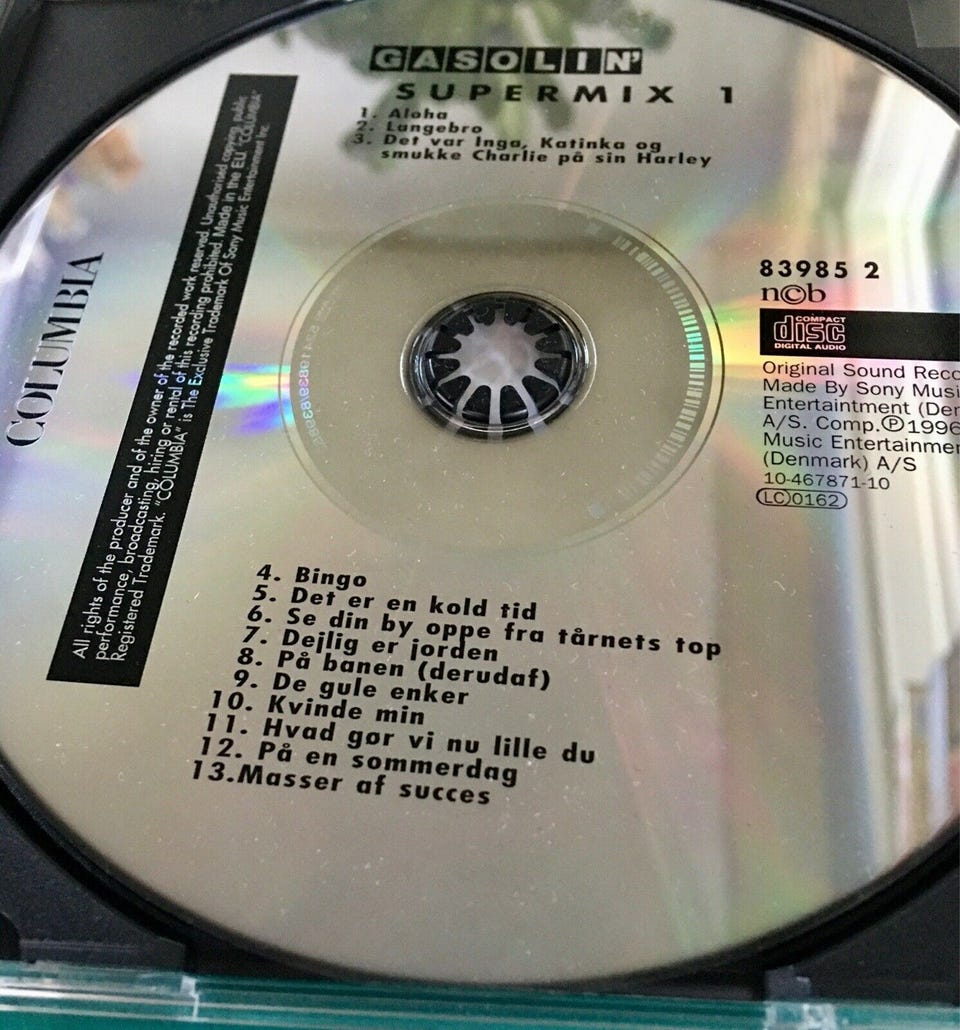 GASOLIN'
SUPERMIX 1
1. Aloha
2. Langebro
3. Det var Inga, Katinka og
smukke Charlie på sin Harley
COLUMBIA
All rights of the producer and of the owner of the recorded work reserved. Unauthorised copying, public
performance, broadcasting, hiring or rental of this recording prohibited. Made in the EU "COLUMBIA"
Registered Trademark. "COLUMBIA" is The Exclusive Trademark Of Sony Music Entertainment Inc.
83985 2
n©b
COMPACT
disc
DIGITAL AUDIO
Original Sound Reco
Made By Sony Musi
Entertaintment (Der
A/S. Comp.Ⓟ1996
Music Entertainmer
(Denmark) A/S
10-467871-10
LC 0162
4. Bingo
5. Det er en kold tid
6. Se din by oppe fra tårnets top
7. Dejlig er jorden
8. På banen (derudaf)
9. De gule enker
10. Kvinde min
11. Hvad gør vi nu lille du
12. På en sommerdag
13.Masser af succes